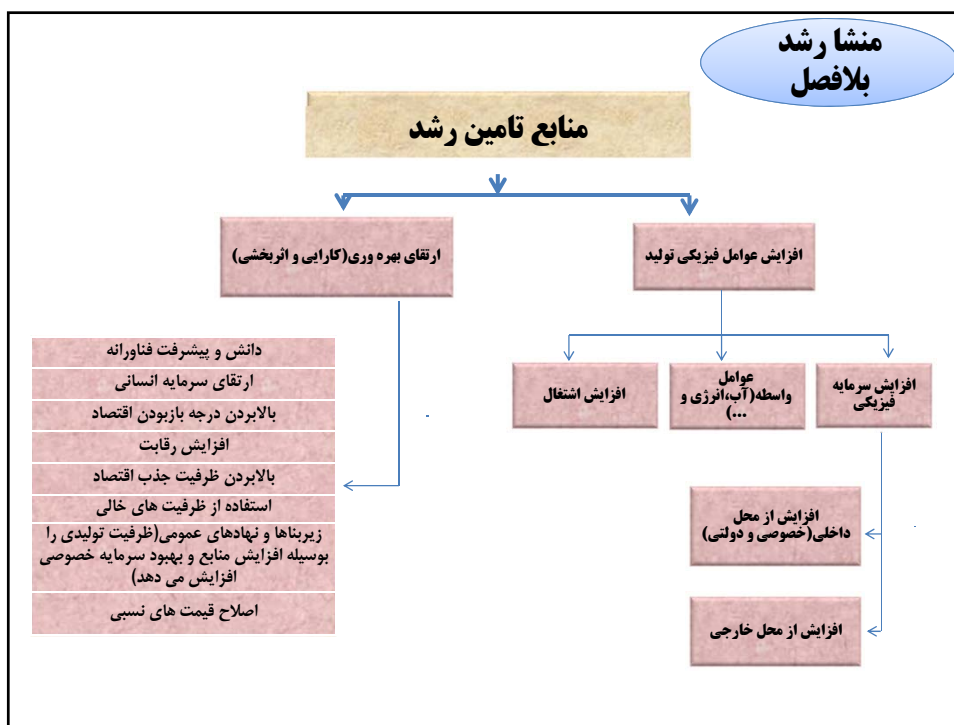 منشا رشد
بلافصل
منابع تامین رشد
افزایش عوامل فیزیکی تولید
ارتقای بهره وری(کارایی و اثربخشی)
افزایش سرمایه
فیزیکی
عوامل
واسطه(آب،انرژی و
...)
افزایش اشتغال
افزایش از محل
داخلی(خصوصی و دولتی)
افزایش از محل خارجی
دانش و پیشرفت فناورانه
ارتقای سرمایه انسانی
بالابردن درجه بازبودن اقتصاد
افزایش رقابت
بالابردن ظرفیت جذب اقتصاد
استفاده از ظرفیت های خالی
زیربناها و نهادهای عمومی(ظرفیت تولیدی را
بوسیله افزایش منابع و بهبود سرمایه خصوصی
افزایش می دهد)
اصلاح قیمت های نسبی